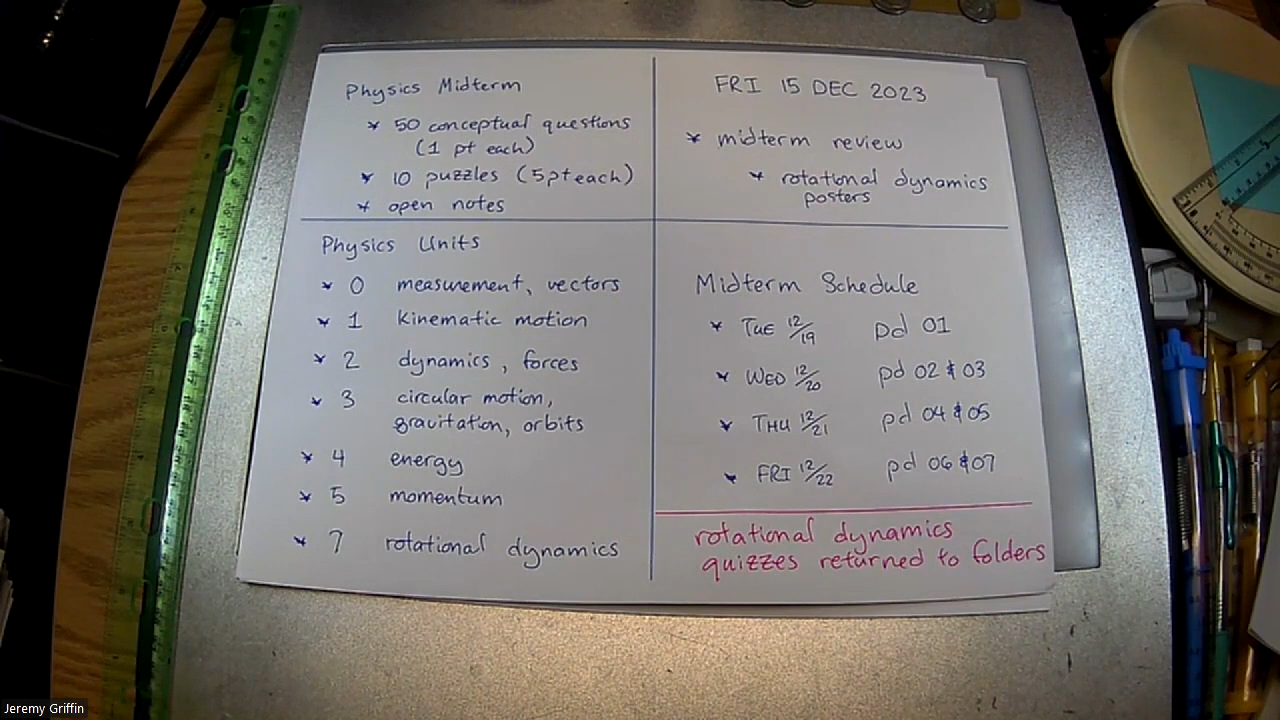 Physics Midterm
* 50 conceptual questions
(1 pt each)
* 10 puzzles (5pt each)
* open notes
FRI 15 DEC 2023
* midterm review
* rotational dynamics
posters
Physics Units
* 0 measurement, vectors
* 1 kinematic motion
* 2 dynamics, forces
* 3 circular motion,
gravitation, orbits
* 4 energy
* 5 momentum
* 7 rotational dynamics
Midterm Schedule
* TUE 12/19 pd 01
* WED 12/20 pd 02 & 03
* THU 12/21 pd 04 & 05
* FRI 12/22 pd 06 & 07
rotational dynamics
quizzes returned to folders
Jeremy Griffin